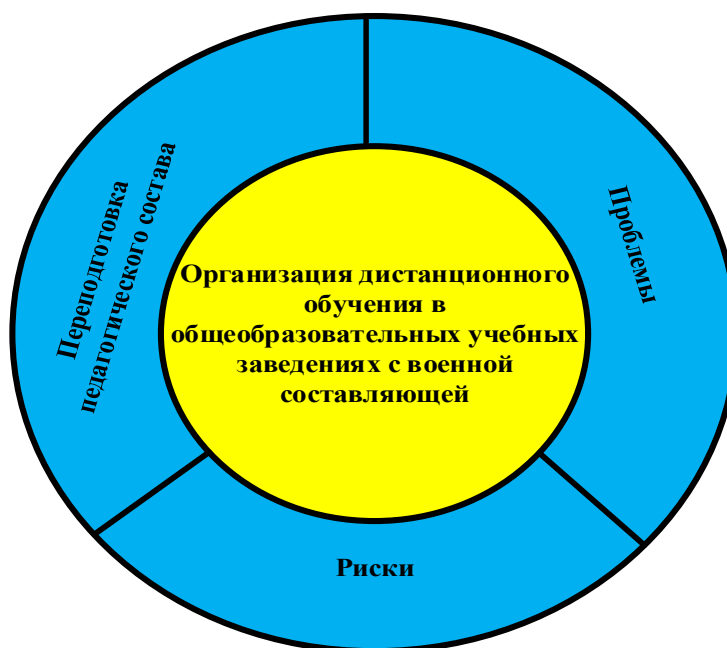 Переподготовка
педагогического состава
Проблемы
Организация дистанционного
обучения в
общеобразовательных учебных
заведениях с военной
составляющей
Риски